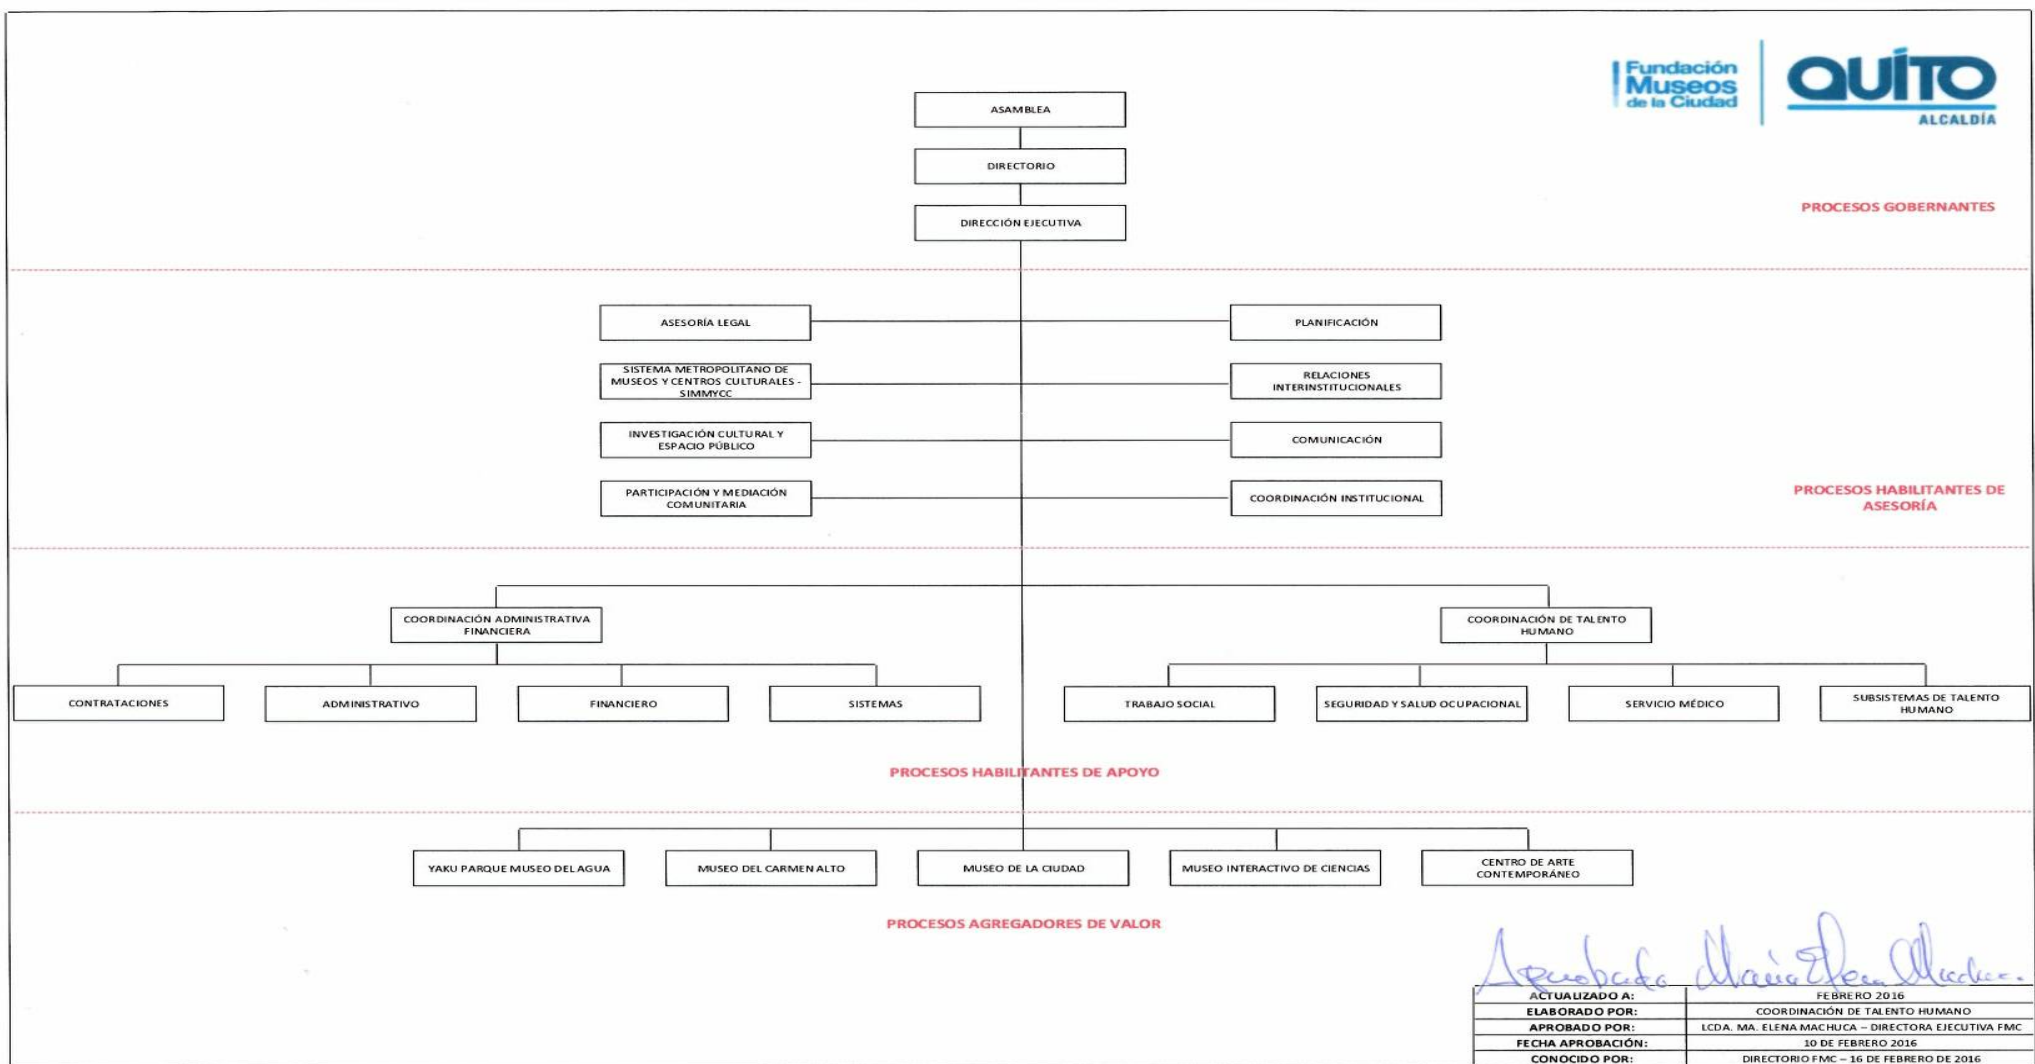 Fundación
Museos
de la Ciudad
QUÍTO
ALCALDÍA
ASAMBLEA
DIRECTORIO
DIRECCIÓN EJECUTIVA
PROCESOS GOBERNANTES
ASESORÍA LEGAL
PLANIFICACIÓN
SISTEMA METROPOLITANO DE
MUSEOS Y CENTROS CULTURALES -
SIMMYCC
RELACIONES
INTERINSTITUCIONALES
INVESTIGACIÓN CULTURAL Y
ESPACIO PÚBLICO
COMUNICACIÓN
PARTICIPACIÓN Y MEDIACIÓN
COMUNITARIA
COORDINACIÓN INSTITUCIONAL
PROCESOS HABILITANTES DE
ASESORÍA
COORDINACIÓN ADMINISTRATIVA
FINANCIERA
COORDINACIÓN DE TALENTO
HUMANO
CONTRATACIONES
ADMINISTRATIVO
FINANCIERO
SISTEMAS
TRABAJO SOCIAL
SEGURIDAD Y SALUD OCUPACIONAL
SERVICIO MÉDICO
SUBSISTEMAS DE TALENTO
HUMANO
PROCESOS HABILITANTES DE APOYO
YAKU PARQUE MUSEO DEL AGUA
MUSEO DEL CARMEN ALTO
MUSEO DE LA CIUDAD
MUSEO INTERACTIVO DE CIENCIAS
CENTRO DE ARTE
CONTEMPORÁNEO
PROCESOS AGREGADORES DE VALOR
Aprobado María Elena Machuca
ACTUALIZADO A: FEBRERO 2016
ELABORADO POR: COORDINACIÓN DE TALENTO HUMANO
APROBADO POR: LCDA. MA. ELENA MACHUCA – DIRECTORA EJECUTIVA FMC
FECHA APROBACIÓN: 10 DE FEBRERO 2016
CONOCIDO POR: DIRECTORIO FMC – 16 DE FEBRERO DE 2016